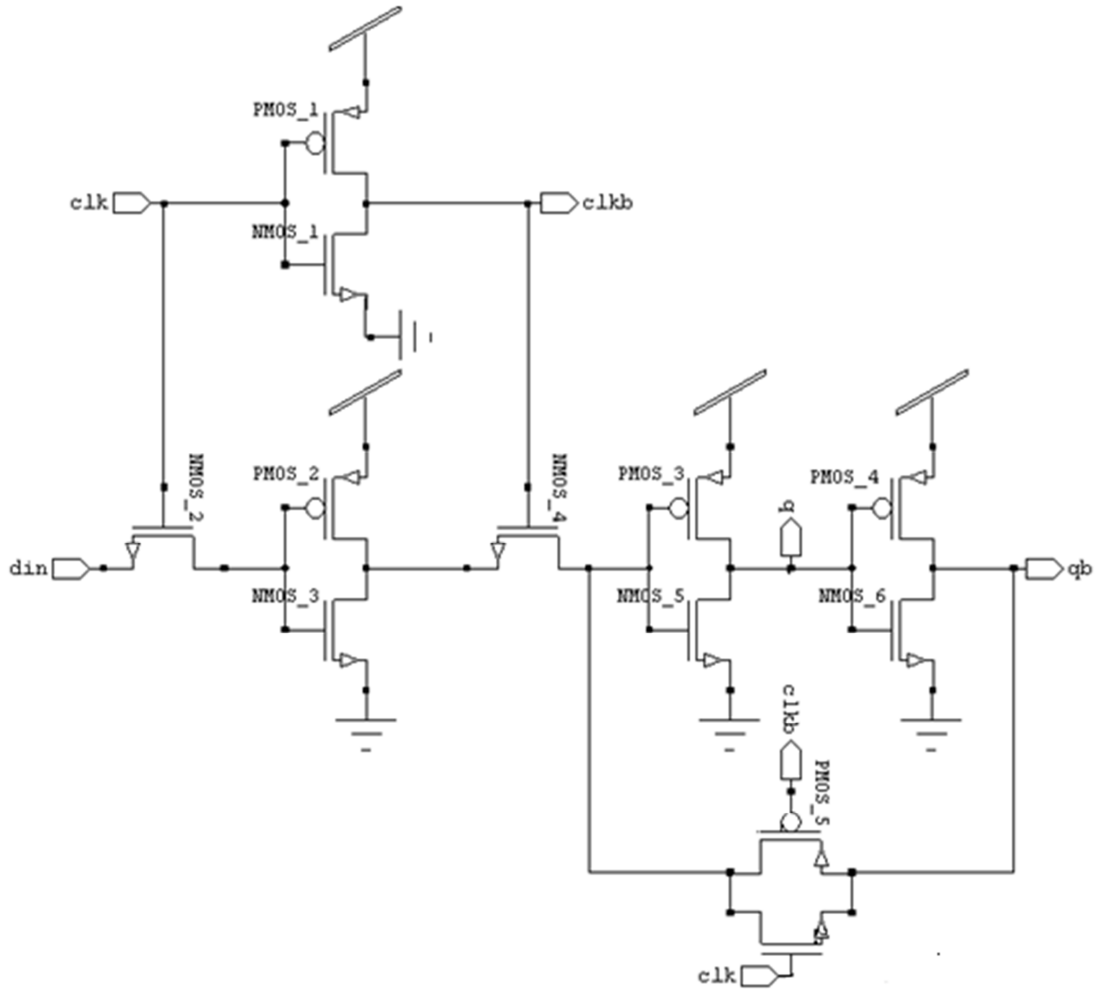 PMOS_1
clk
clkb
NMOS_1
NMOS_2
PMOS_2
NMOS_4
PMOS_3
q
PMOS_4
din
qb
NMOS_3
NMOS_5
NMOS_6
clkb
PMOS_5
clk